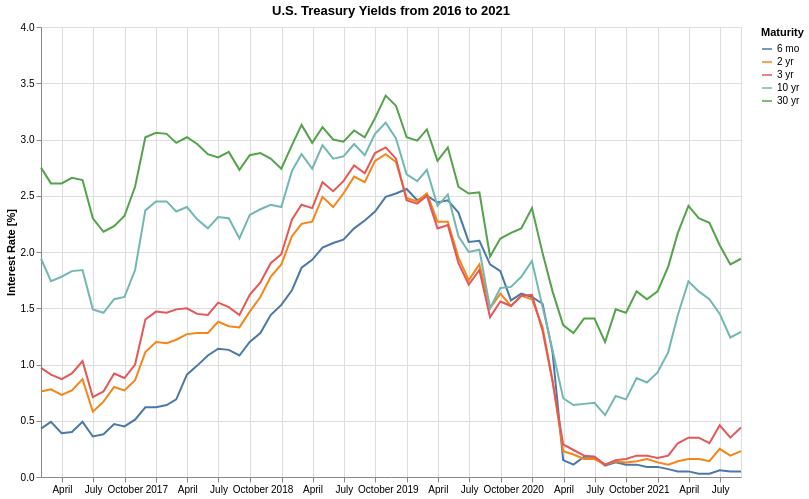 U.S. Treasury Yields from 2016 to 2021
4.0
3.5
3.0
2.5
2.0
1.5
1.0
0.5
0.0
Interest Rate [%]
April July October 2017 April July October 2018 April July October 2019 April July October 2020 April July October 2021 April July
Maturity
6 mo
2 yr
3 yr
10 yr
30 yr